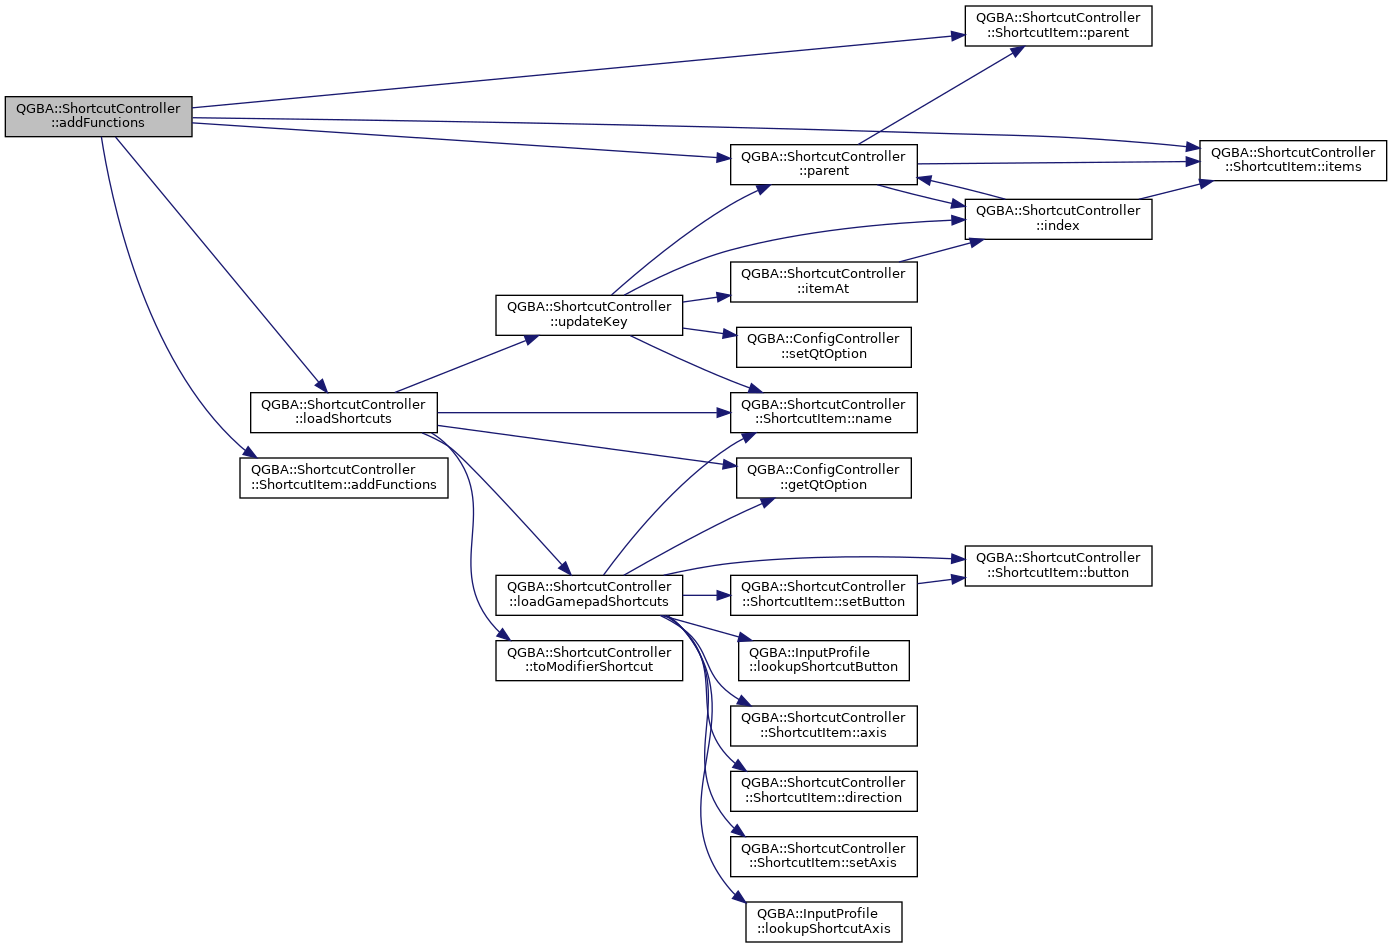 QGBA::ShortcutController
::ShortcutItem::parent
QGBA::ShortcutController
::addFunctions
QGBA::ShortcutController
::parent
QGBA::ShortcutController
::ShortcutItem::items
QGBA::ShortcutController
::index
QGBA::ShortcutController
::itemAt
QGBA::ShortcutController
::updateKey
QGBA::ConfigController
::setQtOption
QGBA::ShortcutController
::loadShortcuts
QGBA::ShortcutController
::ShortcutItem::name
QGBA::ShortcutController
::ShortcutItem::addFunctions
QGBA::ConfigController
::getQtOption
QGBA::ShortcutController
::ShortcutItem::button
QGBA::ShortcutController
::loadGamepadShortcuts
QGBA::ShortcutController
::ShortcutItem::setButton
QGBA::ShortcutController
::toModifierShortcut
QGBA::InputProfile
::lookupShortcutButton
QGBA::ShortcutController
::ShortcutItem::axis
QGBA::ShortcutController
::ShortcutItem::direction
QGBA::ShortcutController
::ShortcutItem::setAxis
QGBA::InputProfile
::lookupShortcutAxis